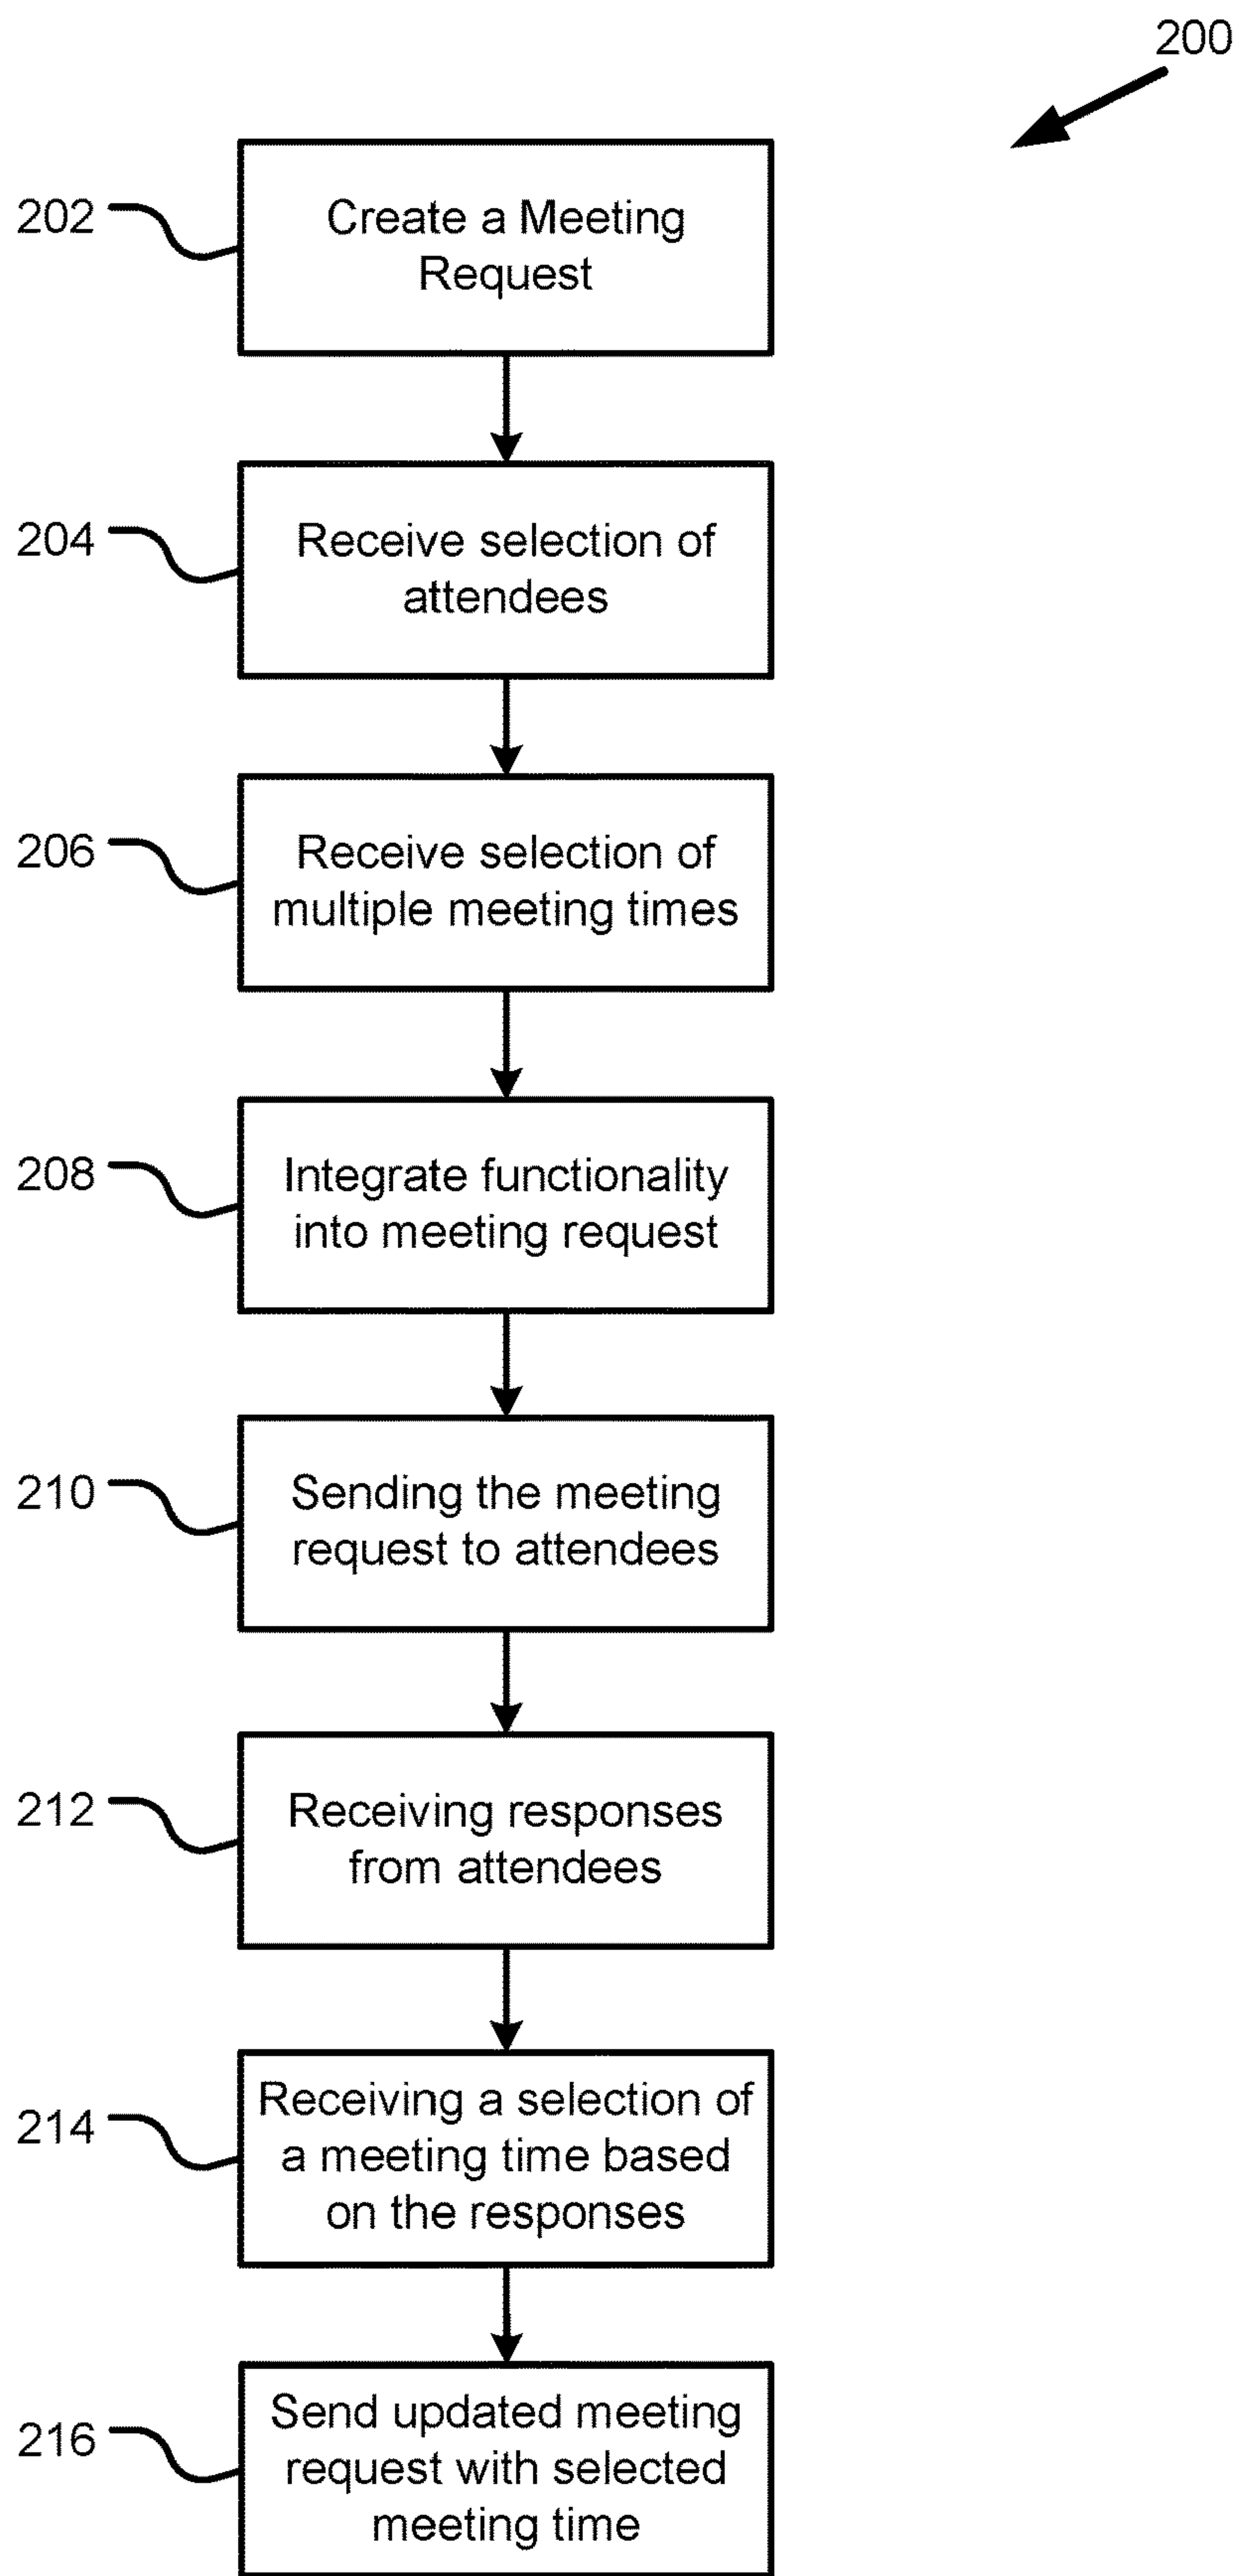 200
202
Create a Meeting
Request
204
Receive selection of
attendees
206
Receive selection of
multiple meeting times
208
Integrate functionality
into meeting request
210
Sending the meeting
request to attendees
212
Receiving responses
from attendees
214
Receiving a selection of
a meeting time based
on the responses
216
Send updated meeting
request with selected
meeting time